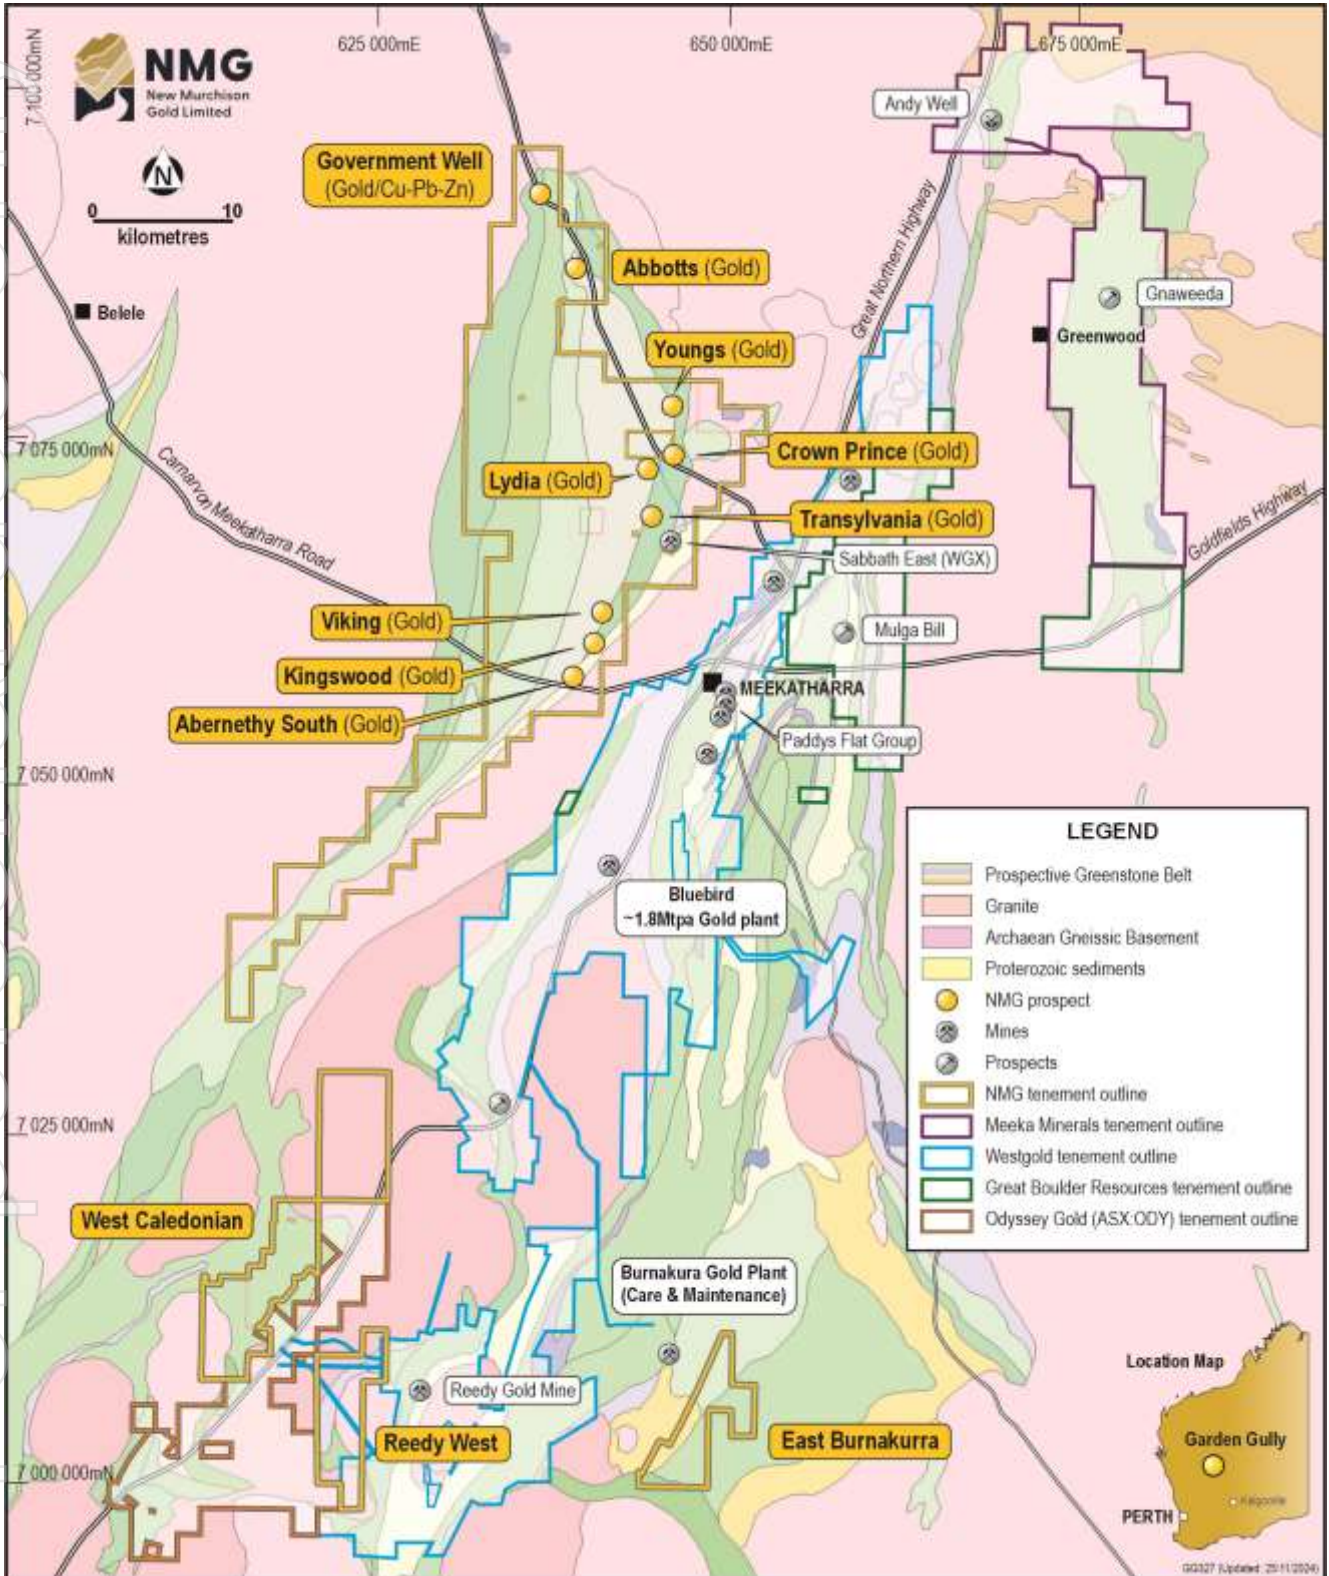 625 000mE
650 000mE
675 000mE
7 100 000mN
NMG
New Murchison
Gold Limited
N
0 10
kilometres
Government Well
(Gold/Cu-Pb-Zn)
Andy Well
Abbotts (Gold)
Great Northern Highway
Gnaweeda
Belele
Greenwood
Youngs (Gold)
7 075 000mN
Carnarvon Meekatharra Road
Crown Prince (Gold)
Lydia (Gold)
Goldfields Highway
Transylvania (Gold)
Sabbath East (WGX)
Viking (Gold)
Mulga Bill
Kingswood (Gold)
MEEKATHARRA
Abernethy South (Gold)
Paddys Flat Group
7 050 000mN
LEGEND
Prospective Greenstone Belt
Granite
Archaean Gneissic Basement
Proterozoic sediments
NMG prospect
Mines
Prospects
NMG tenement outline
Meeka Minerals tenement outline
Westgold tenement outline
Great Boulder Resources tenement outline
Odyssey Gold (ASX:ODY) tenement outline
Bluebird
~1.8Mtpa Gold plant
7 025 000mN
West Caledonian
Burnakura Gold Plant
(Care & Maintenance)
Reedy Gold Mine
Reedy West
East Burnakurra
7 000 000mN
Location Map
Garden Gully
Kalgoorlie
PERTH
GG327 (Updated: 25/11/2024)